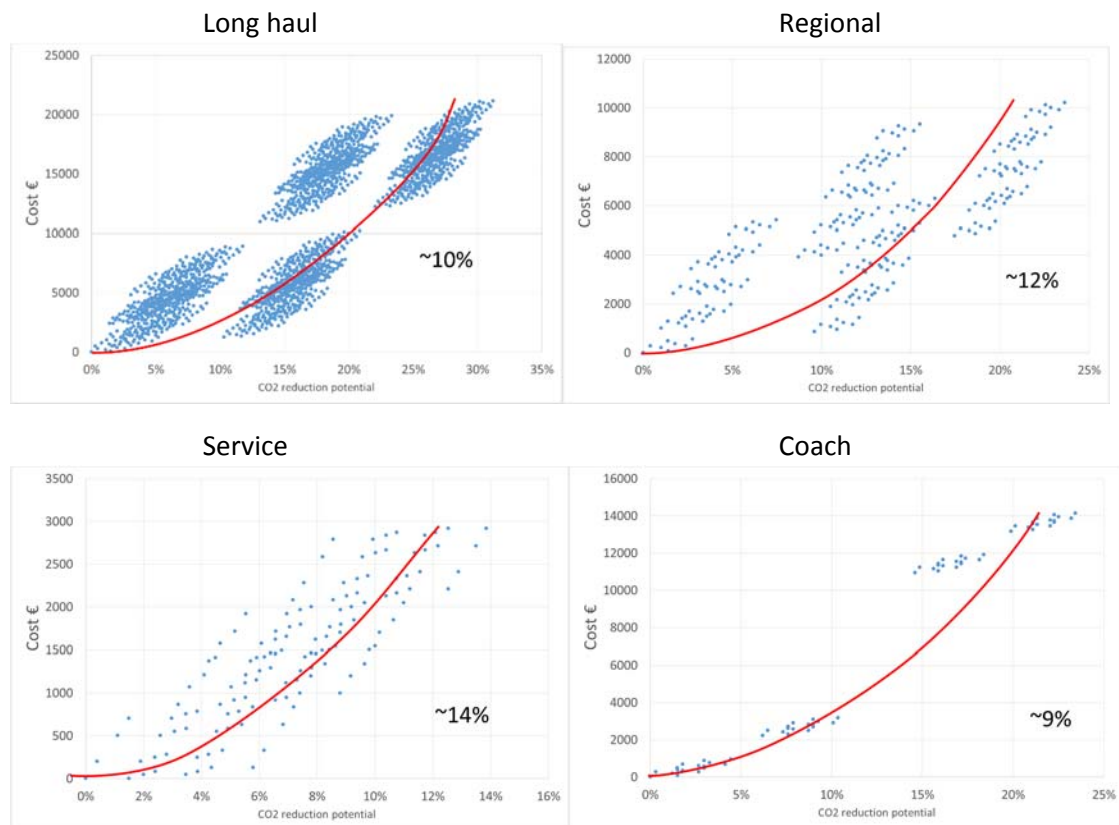 Long haul
Regional
25000
20000
15000
10000
5000
0
Cost €
0% 5% 10% 15% 20% 25% 30% 35%
CO2 reduction potential
~10%
12000
10000
8000
6000
4000
2000
0
Cost €
0% 5% 10% 15% 20% 25%
CO2 reduction potential
~12%
Service
Coach
3500
3000
2500
2000
1500
1000
500
0
Cost €
0% 2% 4% 6% 8% 10% 12% 14% 16%
CO2 reduction potential
~14%
16000
14000
12000
10000
8000
6000
4000
2000
0
Cost €
0% 5% 10% 15% 20% 25%
CO2 reduction potential
~9%